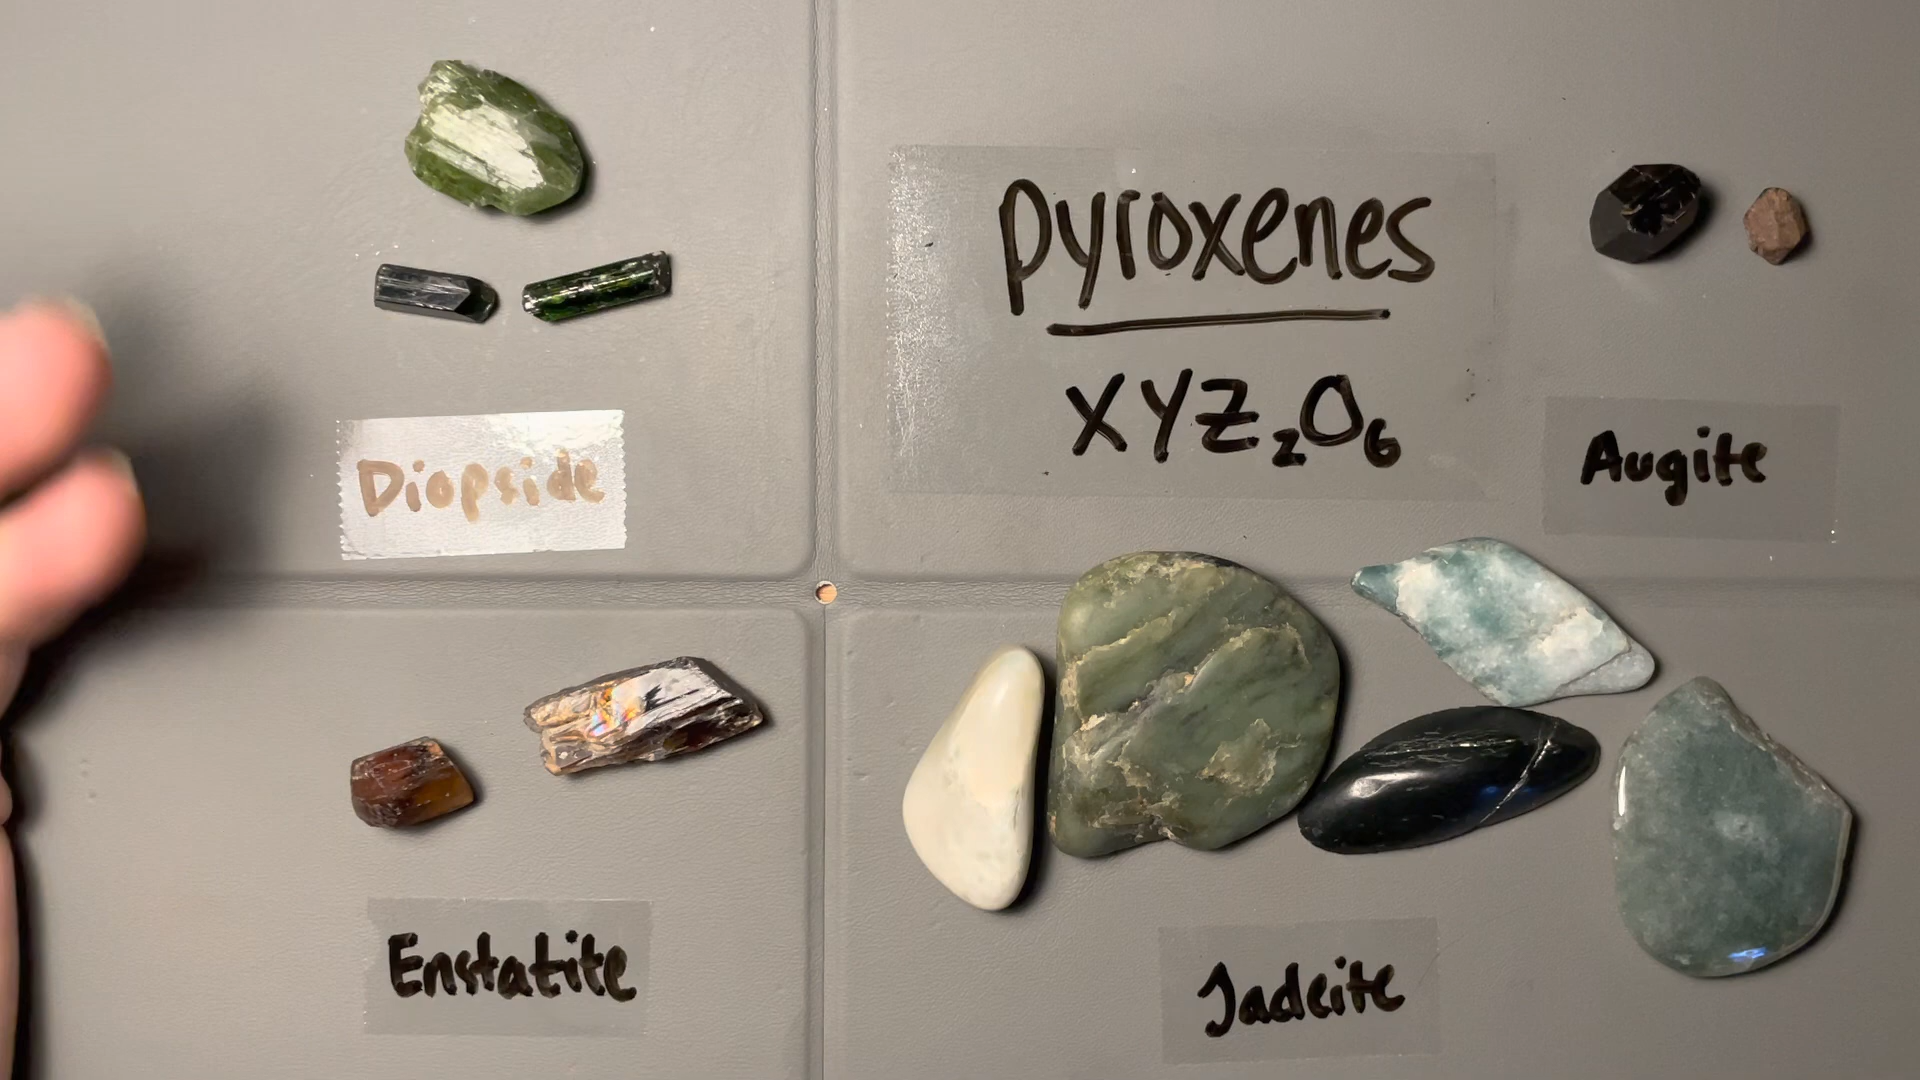 Pyroxenes
XYZ₂O₆
Augite
Diopside
Enstatite
Jadeite